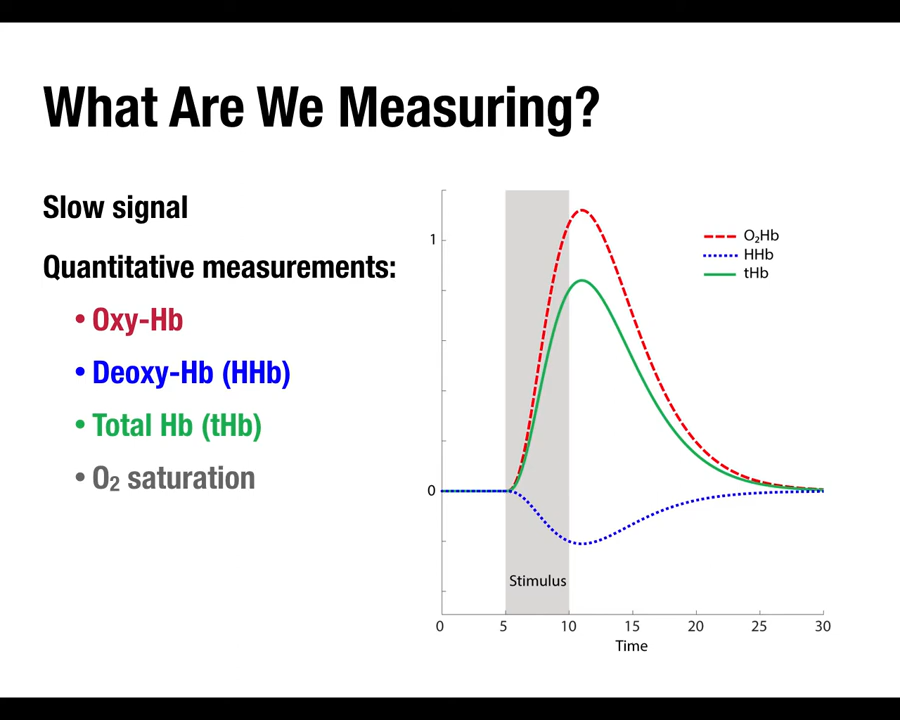 What Are We Measuring?
Slow signal
Quantitative measurements:
• Oxy-Hb
• Deoxy-Hb (HHb)
• Total Hb (tHb)
• O₂ saturation
1
0
O₂Hb
HHb
tHb
Stimulus
0 5 10 15 20 25 30
Time